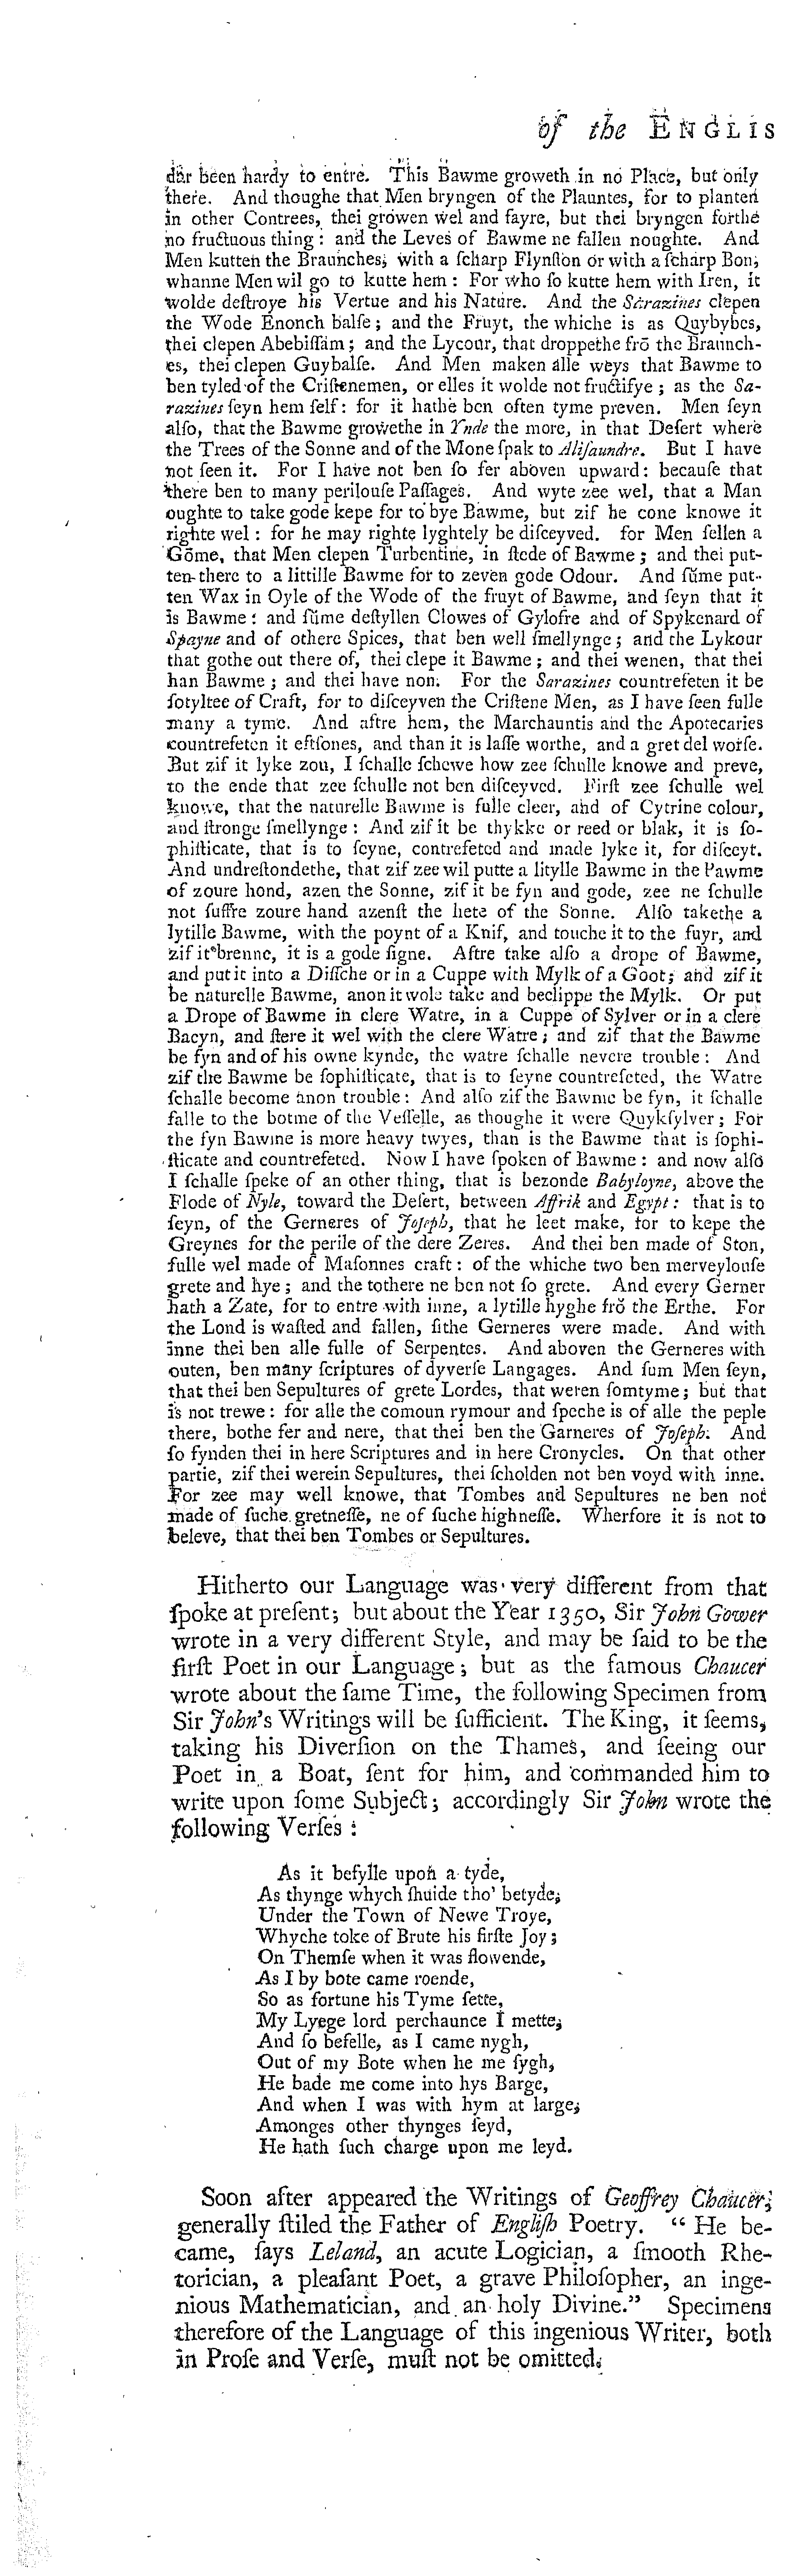 of the ENGLIS
dar been hardy to entre. This Bawme groweth in no Place, but only
there. And thoughe that Men bryngen of the Plauntes, for to planten
in other Contrees, thei growen wel and fayre, but thei bryngen forthe
no fructuous thing: and the Leves of Bawme ne fallen noughte. And
Men kutten the Braunches, with a ſcharp Flynſton or with a ſcharp Bon,
whanne Men wil go to kutte hem: For who ſo kutte hem with Iren, it
wolde deſtroye his Vertue and his Nature. And the Sarazines clepen
the Wode Enonch balſe; and the Fruyt, the whiche is as Quybybes,
thei clepen Abebiſſam; and the Lycour, that droppethe frō the Braunch-
es, thei clepen Guybalſe. And Men maken alle weys that Bawme to
ben tyled of the Criſtenemen, or elles it wolde not fructifye; as the Sa-
razines ſeyn hem ſelf: for it hathe ben often tyme preven. Men ſeyn
alſo, that the Bawme growethe in Ynde the more, in that Deſert where
the Trees of the Sonne and of the Mone ſpak to Aliſaundre. But I have
not ſeen it. For I have not ben ſo fer aboven upward: becauſe that
there ben to many perilouſe Paſſages. And wyte zee wel, that a Man
oughte to take gode kepe for to bye Bawme, but zif he cone knowe it
righte wel: for he may righte lyghtely be diſceyved. for Men ſellen a
Gōme, that Men clepen Turbentine, in ſtede of Bawme; and thei put-
ten there to a littille Bawme for to zeven gode Odour. And ſūme put-
ten Wax in Oyle of the Wode of the fruyt of Bawme, and ſeyn that it
is Bawme: and ſūme deſtyllen Clowes of Gylofre and of Spykenard of
Spayne and of othere Spices, that ben well ſmellynge; and the Lykour
that gothe out there of, thei clepe it Bawme; and thei wenen, that thei
han Bawme; and thei have non. For the Sarazines countrefeten it be
ſotyltee of Craft, for to diſceyven the Criſtene Men, as I have ſeen fulle
many a tyme. And aftre hem, the Marchauntis and the Apotecaries
countrefeten it eftſones, and than it is laſſe worthe, and a gret del worſe.
But zif it lyke zou, I ſchalle ſchewe how zee ſchulle knowe and preve,
to the ende that zee ſchulle not ben diſceyved. Firſt zee ſchulle wel
knowe, that the naturelle Bawme is fulle cleer, and of Cytrine colour,
and ſtronge ſmellynge: And zif it be thykke or reed or blak, it is ſo-
phiſticate, that is to ſeyne, contrefeted and made lyke it, for diſceyt.
And undreſtondethe, that zif zee wil putte a litylle Bawme in the Pawme
of zoure hond, azen the Sonne, zif it be fyn and gode, zee ne ſchulle
not ſuffre zoure hand azenſt the hete of the Sonne. Alſo takethe a
lytille Bawme, with the poynt of a Knif, and touche it to the fuyr, and
zif it brenne, it is a gode ſigne. Aftre take alſo a drope of Bawme,
and put it into a Diſſche or in a Cuppe with Mylk of a Goot; and zif it
be naturelle Bawme, anon it wole take and beclippe the Mylk. Or put
a Drope of Bawme in clere Watre, in a Cuppe of Sylver or in a clere
Bacyn, and ſtere it wel with the clere Watre; and zif that the Bawme
be fyn and of his owne kynde, the watre ſchalle nevere trouble: And
zif the Bawme be ſophiſticate, that is to ſeyne countrefeted, the Watre
ſchalle become anon trouble: And alſo zif the Bawme be fyn, it ſchalle
falle to the botme of the Veſſelle, as thoughe it were Quykſylver; For
the fyn Bawme is more heavy twyes, than is the Bawme that is ſophi-
ſticate and countrefeted. Now I have ſpoken of Bawme: and now alſo
I ſchalle ſpeke of an other thing, that is bezonde Babyloyne, above the
Flode of Nyle, toward the Deſert, between Affrik and Egypt: that is to
ſeyn, of the Gerneres of Joſeph, that he leet make, for to kepe the
Greynes for the perile of the dere Zeres. And thei ben made of Ston,
fulle wel made of Maſonnes craft: of the whiche two ben merveylouſe
grete and hye; and the tothere ne ben not ſo grete. And every Gerner
hath a Zate, for to entre with inne, a lytille hyghe frō the Erthe. For
the Lond is waſted and fallen, ſithe Gerneres were made. And with
inne thei ben alle fulle of Serpentes. And aboven the Gerneres with
outen, ben many ſcriptures of dyverſe Langages. And ſum Men ſeyn,
that thei ben Sepultures of grete Lordes, that weren ſomtyme; but that
is not trewe: for alle the comoun rymour and ſpeche is of alle the peple
there, bothe fer and nere, that thei ben the Garneres of Joſeph. And
ſo fynden thei in here Scriptures and in here Cronycles. On that other
partie, zif thei werein Sepultures, thei ſcholden not ben voyd with inne.
For zee may well knowe, that Tombes and Sepultures ne ben not
made of ſuche gretneſſe, ne of ſuche highneſſe. Wherfore it is not to
beleve, that thei ben Tombes or Sepultures.
Hitherto our Language was very different from that
ſpoke at preſent; but about the Year 1350, Sir John Gower
wrote in a very different Style, and may be ſaid to be the
firſt Poet in our Language; but as the famous Chaucer
wrote about the ſame Time, the following Specimen from
Sir John's Writings will be ſufficient. The King, it ſeems,
taking his Diverſion on the Thames, and ſeeing our
Poet in a Boat, ſent for him, and commanded him to
write upon ſome Subject; accordingly Sir John wrote the
following Verſes:
As it befylle upon a tyde,
As thynge whych ſhuide tho' betyde;
Under the Town of Newe Troye,
Whyche toke of Brute his firſte Joy;
On Themſe when it was flowende,
As I by bote came roende,
So as fortune his Tyme ſette,
My Lyege lord perchaunce I mette;
And ſo befelle, as I came nygh,
Out of my Bote when he me ſygh,
He bade me come into hys Barge,
And when I was with hym at large;
Amonges other thynges ſeyd,
He hath ſuch charge upon me leyd.
Soon after appeared the Writings of Geoffrey Chaucer;
generally ſtiled the Father of Engliſh Poetry. “ He be-
came, ſays Leland, an acute Logician, a ſmooth Rhe-
torician, a pleaſant Poet, a grave Philoſopher, an inge-
nious Mathematician, and an holy Divine.” Specimens
therefore of the Language of this ingenious Writer, both
in Proſe and Verſe, muſt not be omitted.